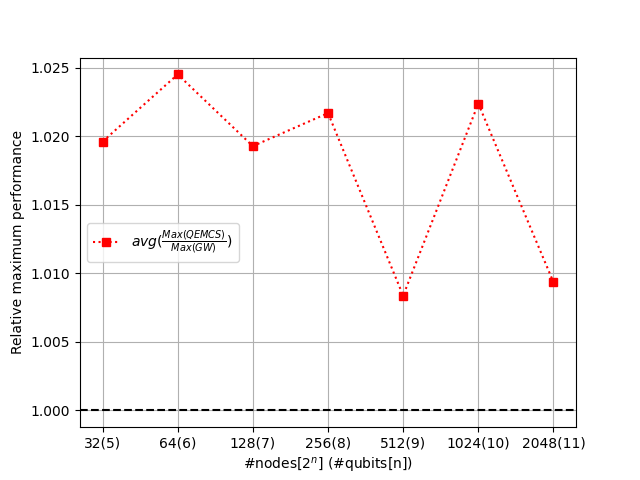 1.025
1.020
1.015
1.010
1.005
1.000
Relative maximum performance
avg(Max(QEMCS)/Max(GW))
32(5) 64(6) 128(7) 256(8) 512(9) 1024(10) 2048(11)
#nodes[2^n] (#qubits[n])